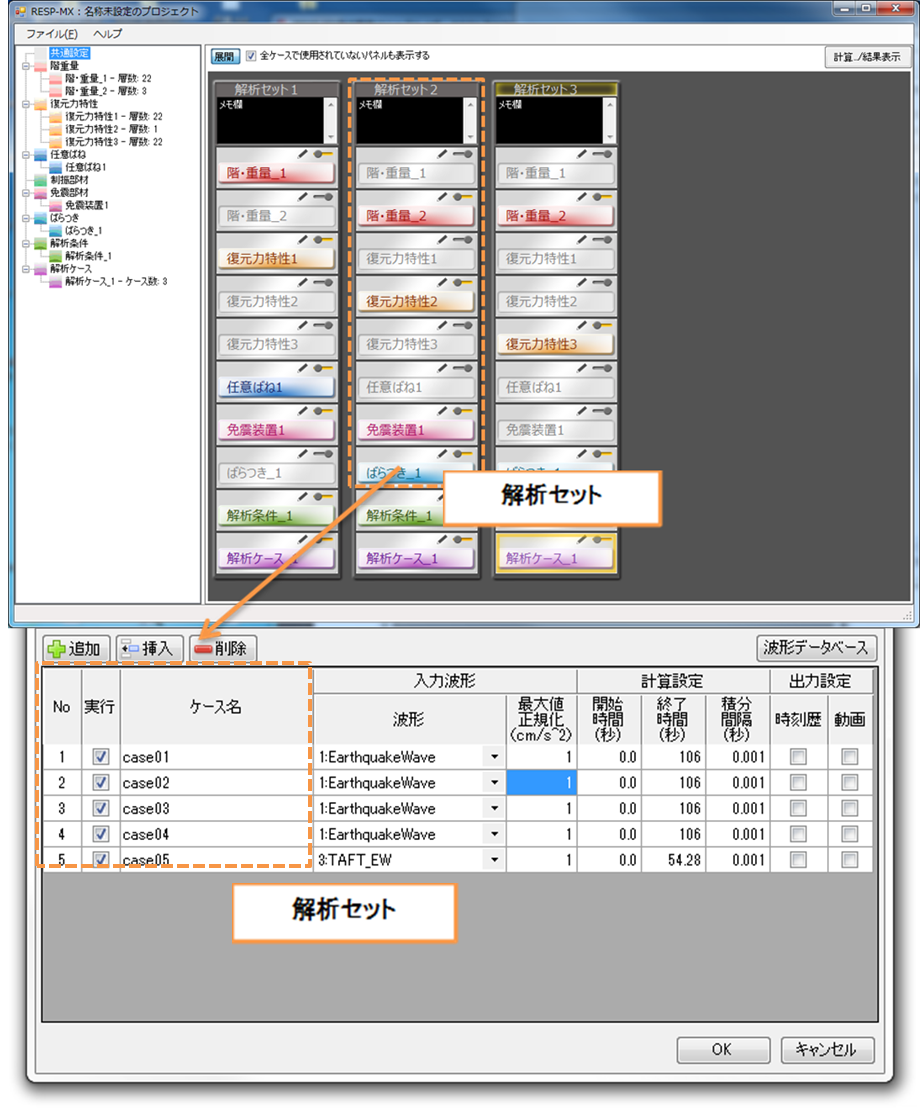 RESP-MX：名称未設定のプロジェクト
ファイル(F) ヘルプ
共通設定
階重量
階・重量_1 - 層数: 22
階・重量_2 - 層数: 3
復元力特性
復元力特性1 - 層数: 22
復元力特性2 - 層数: 1
復元力特性3 - 層数: 22
任意ばね
任意ばね1
制振部材
免震部材
免震装置1
ばらつき
ばらつき_1
解析条件
解析条件_1
解析ケース
解析ケース_1 - ケース数: 3
展開 全ケースで使用されていないパネルも表示する 計算../結果表示
解析セット1
メモ欄
階・重量_1
階・重量_2
復元力特性1
復元力特性2
復元力特性3
任意ばね1
免震装置1
ばらつき_1
解析条件_1
解析ケース_1
解析セット2
メモ欄
階・重量_1
階・重量_2
復元力特性1
復元力特性2
復元力特性3
任意ばね1
免震装置1
ばらつき_1
解析条件_1
解析ケース_1
解析セット3
メモ欄
階・重量_1
階・重量_2
復元力特性1
復元力特性2
復元力特性3
任意ばね1
免震装置1
解析ケース_1
解析セット
追加 挿入 削除 波形データベース
入力波形 計算設定 出力設定
No 実行 ケース名 波形 最大値正規化(cm/s^2) 開始時間(秒) 終了時間(秒) 積分間隔(秒) 時刻歴 動画
1 case01 1:EarthquakeWave 1 0.0 106 0.001
2 case02 1:EarthquakeWave 1 0.0 106 0.001
3 case03 1:EarthquakeWave 1 0.0 106 0.001
4 case04 1:EarthquakeWave 1 0.0 106 0.001
5 case05 3:TAFT_EW 1 0.0 54.28 0.001
解析セット
OK キャンセル